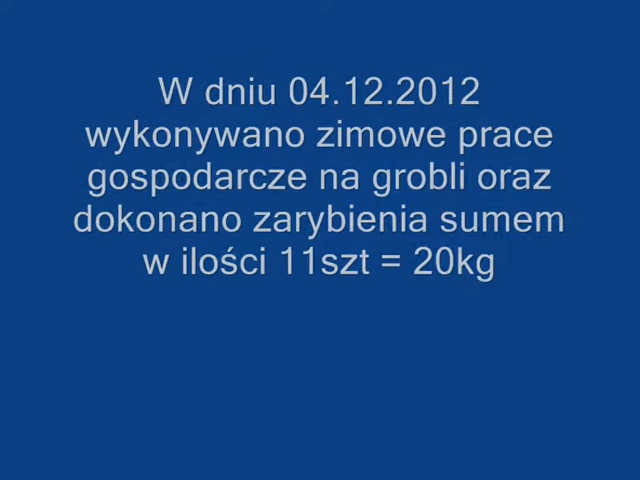 W dniu 04.12.2012
wykonywano zimowe prace
gospodarcze na grobli oraz
dokonano zarybienia sumem
w ilości 11szt = 20kg